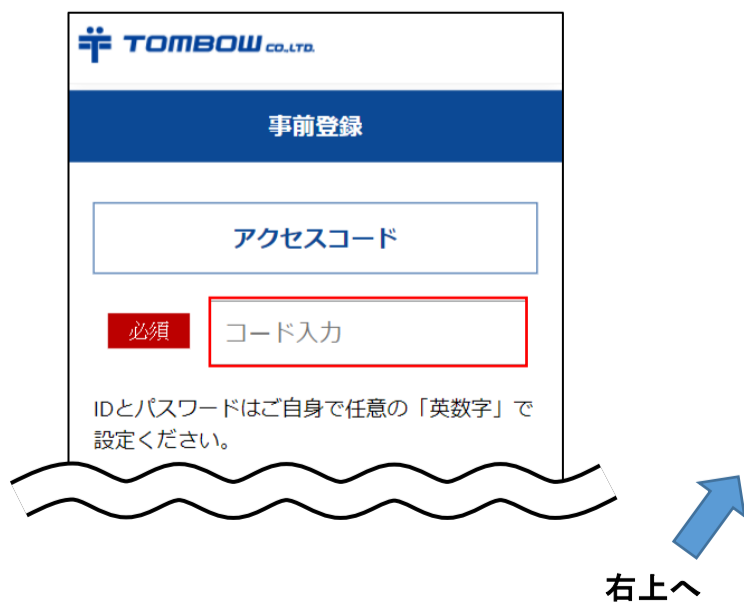 TOMBOW CO.,LTD.
事前登録
アクセスコード
必須 コード入力
IDとパスワードはご自身で任意の「英数字」で
設定ください。
右上へ